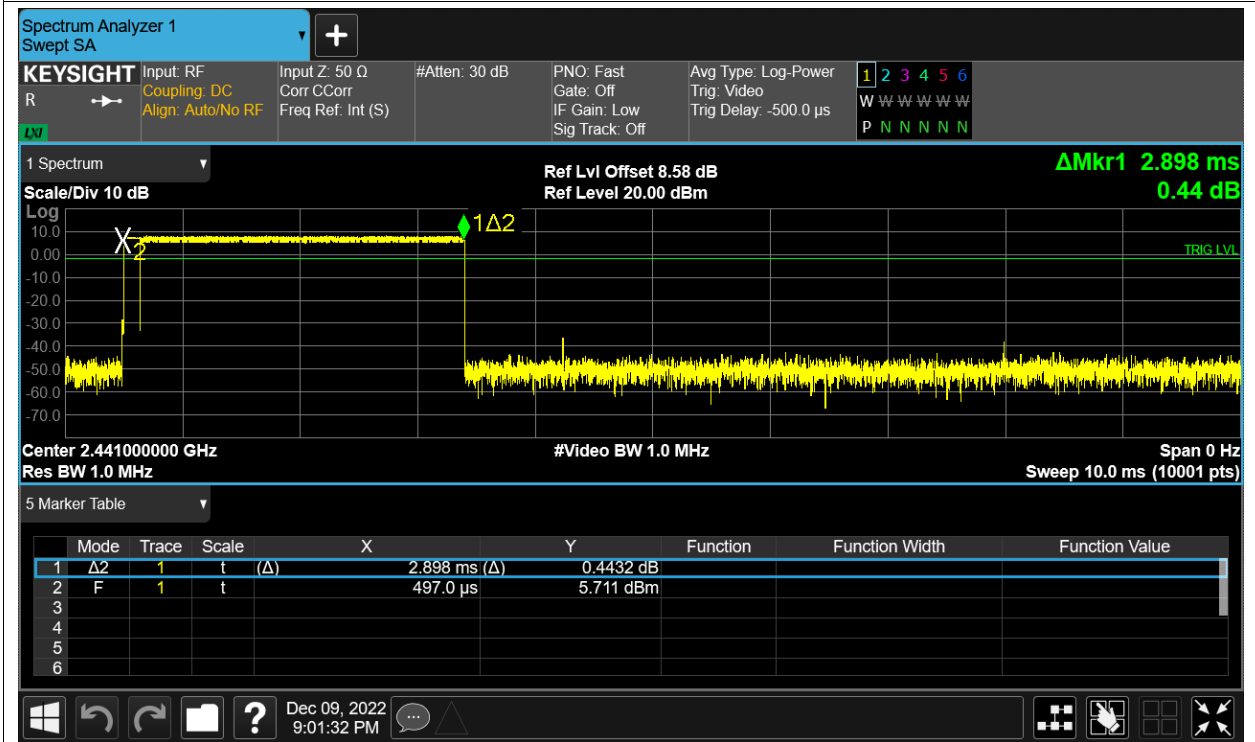 Spectrum Analyzer 1
Swept SA
KEYSIGHT
R
LXI
Input: RF
Coupling: DC
Align: Auto/No RF
Input Z: 50 Ω
Corr CCorr
Freq Ref: Int (S)
#Atten: 30 dB
PNO: Fast
Gate: Off
IF Gain: Low
Sig Track: Off
Avg Type: Log-Power
Trig: Video
Trig Delay: -500.0 µs
1 2 3 4 5 6
W W W W W W
P N N N N N
1 Spectrum
Scale/Div 10 dB
Ref Lvl Offset 8.58 dB
Ref Level 20.00 dBm
ΔMkr1 2.898 ms
0.44 dB
Log
10.0
0.00
-10.0
-20.0
-30.0
-40.0
-50.0
-60.0
-70.0
X
2
1Δ2
TRIG LVL
Center 2.441000000 GHz
#Video BW 1.0 MHz
Span 0 Hz
Res BW 1.0 MHz
Sweep 10.0 ms (10001 pts)
5 Marker Table
Mode Trace Scale X Y Function Function Width Function Value
1 Δ2 1 t (Δ) 2.898 ms (Δ) 0.4432 dB
2 F 1 t 497.0 µs 5.711 dBm
3
4
5
6
?
Dec 09, 2022
9:01:32 PM